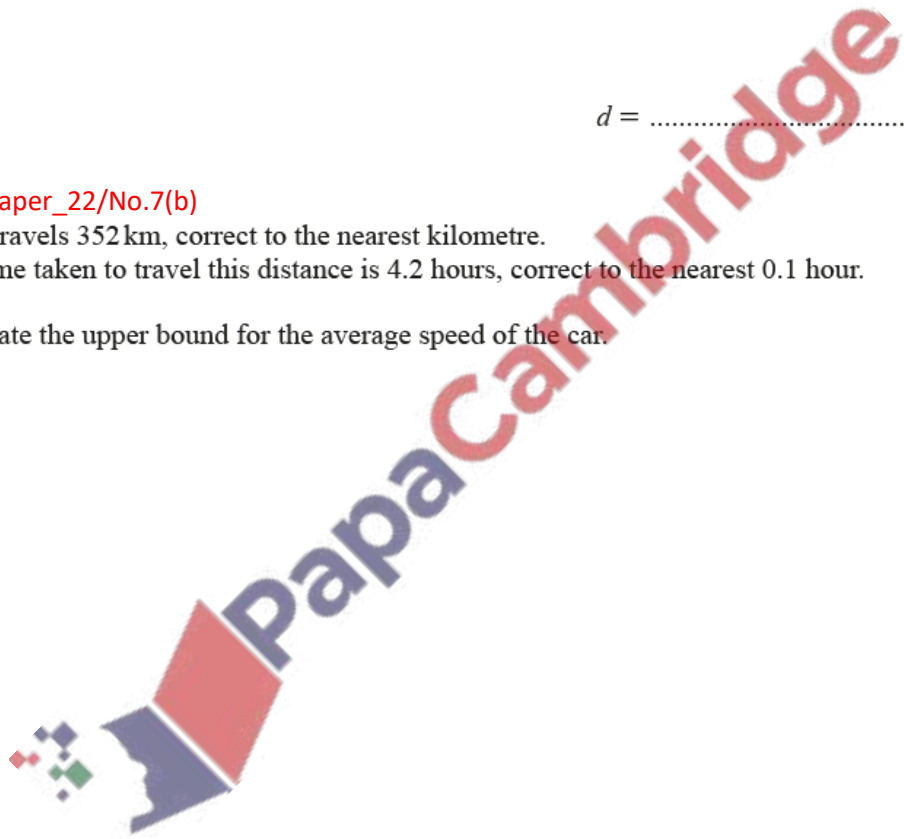 d = ....................................
aper_22/No.7(b)
ravels 352 km, correct to the nearest kilometre.
me taken to travel this distance is 4.2 hours, correct to the nearest 0.1 hour.
ate the upper bound for the average speed of the car.
PapaCambridge